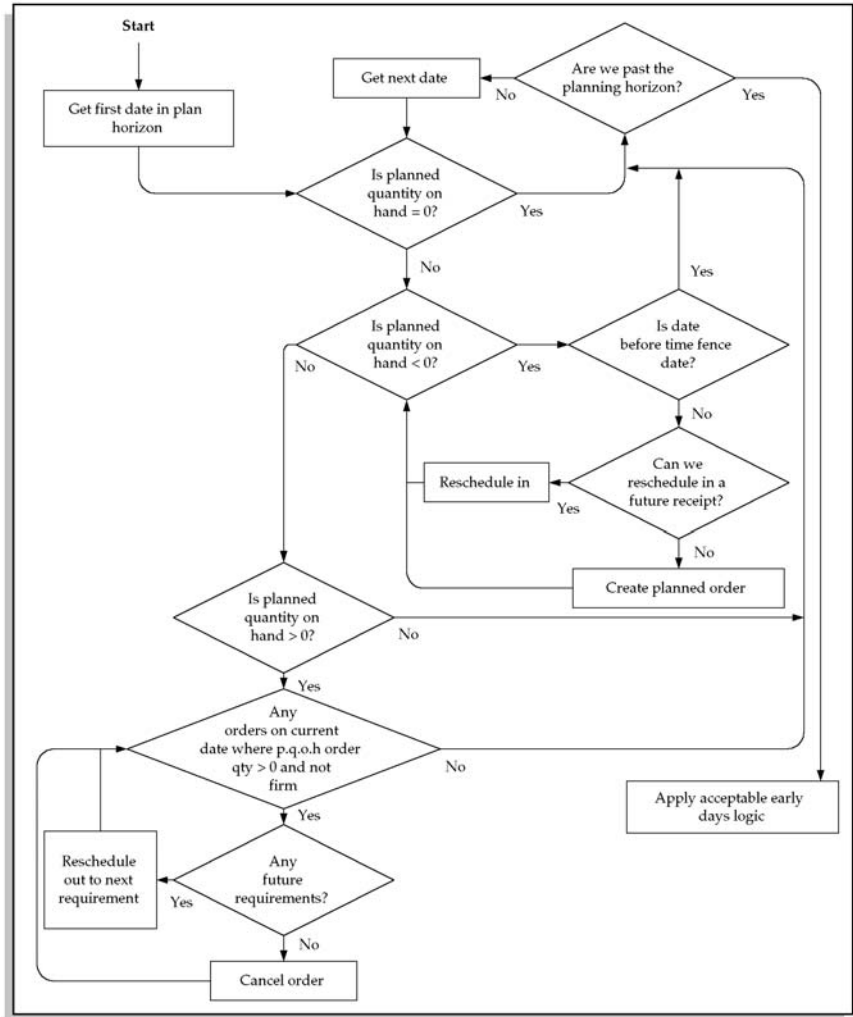 Start
Get first date in plan
horizon
Get next date
Are we past the
planning horizon?
No
Yes
Is planned
quantity on
hand = 0?
Yes
No
Is planned
quantity on
hand < 0?
No
Yes
Is date
before time fence
date?
Yes
No
Can we
reschedule in a
future receipt?
Yes
Reschedule in
No
Create planned order
Is planned
quantity on
hand > 0?
No
Yes
Any
orders on current
date where p.q.o.h order
qty > 0 and not
firm
No
Yes
Apply acceptable early
days logic
Any
future
requirements?
Yes
Reschedule
out to next
requirement
No
Cancel order